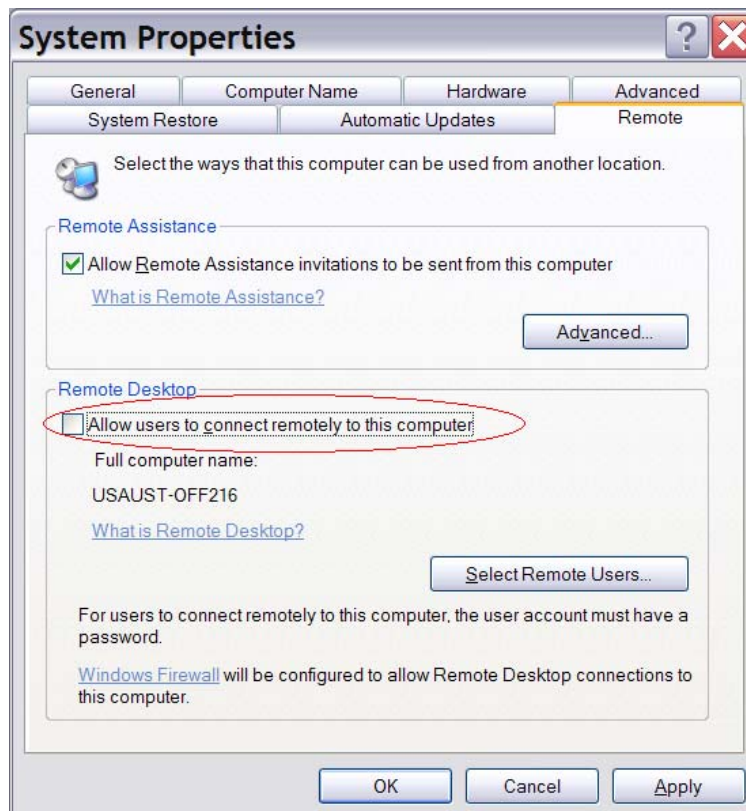 System Properties
General
Computer Name
Hardware
Advanced
System Restore
Automatic Updates
Remote
Select the ways that this computer can be used from another location.
Remote Assistance
Allow Remote Assistance invitations to be sent from this computer
What is Remote Assistance?
Advanced...
Remote Desktop
Allow users to connect remotely to this computer
Full computer name:
USAUST-OFF216
What is Remote Desktop?
Select Remote Users...
For users to connect remotely to this computer, the user account must have a
password.
Windows Firewall will be configured to allow Remote Desktop connections to
this computer.
OK
Cancel
Apply